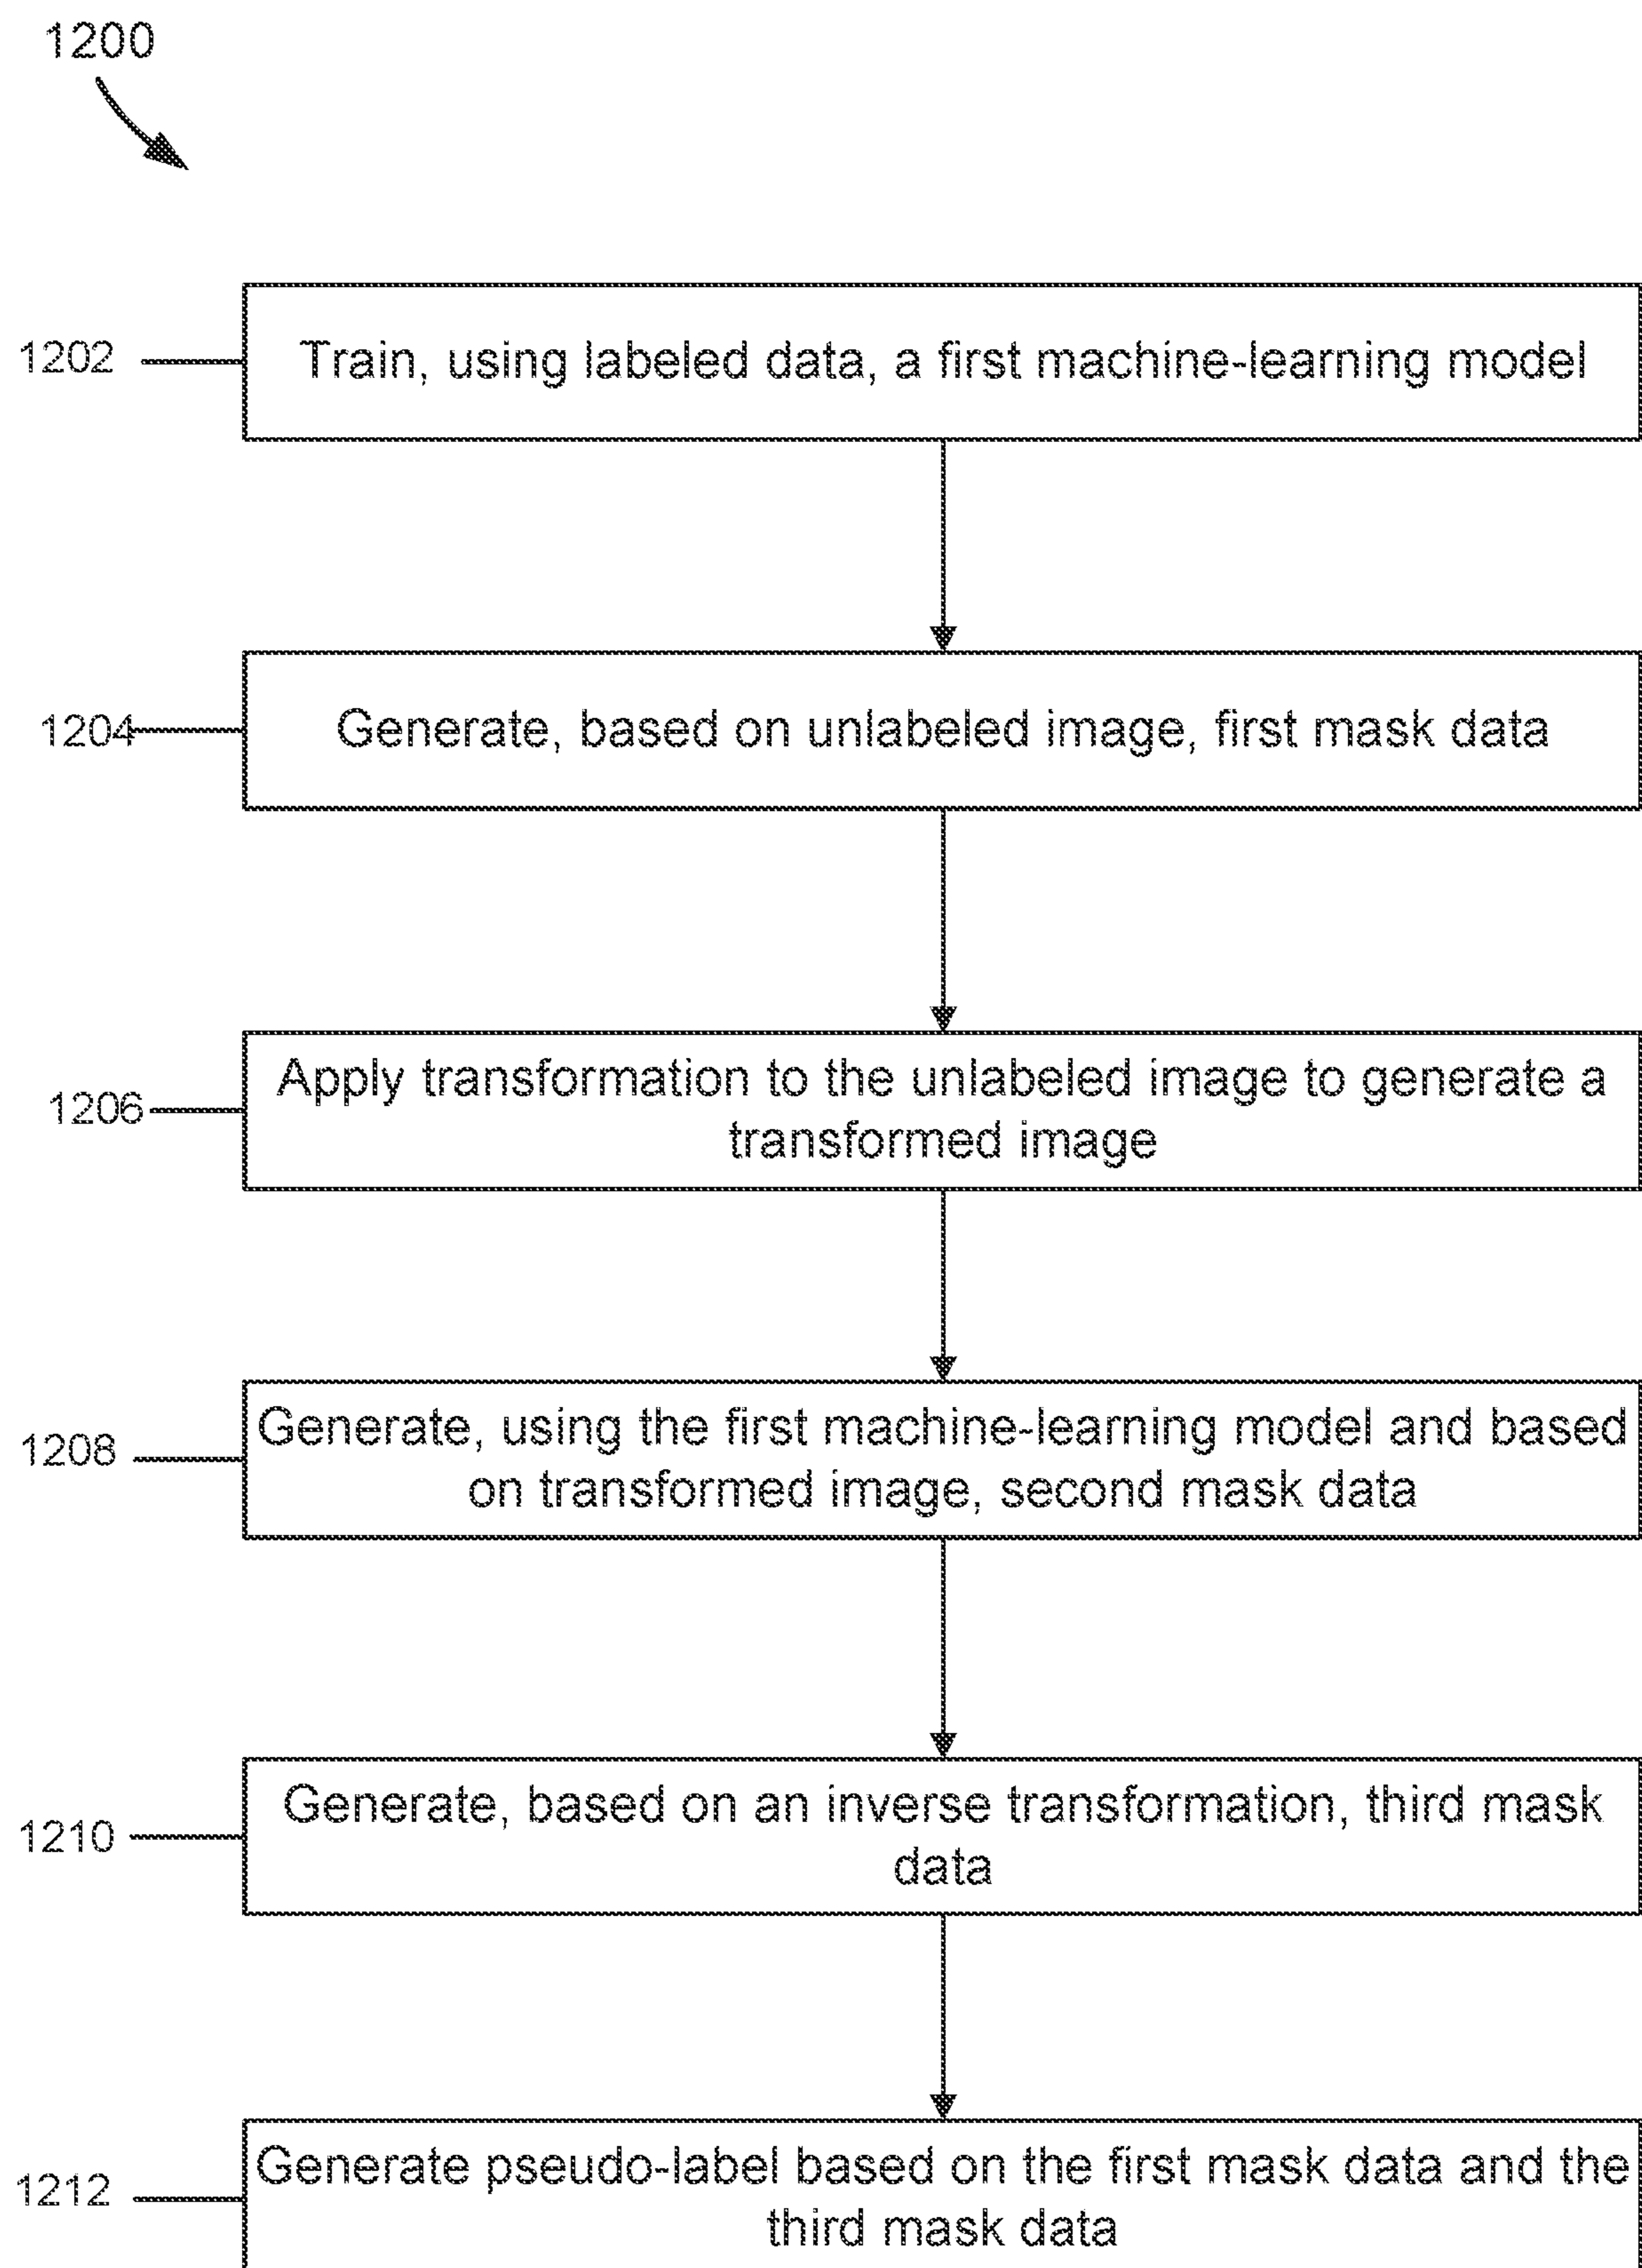 1200
1202
Train, using labeled data, a first machine-learning model
1204
Generate, based on unlabeled image, first mask data
1206
Apply transformation to the unlabeled image to generate a
transformed image
1208
Generate, using the first machine-learning model and based
on transformed image, second mask data
1210
Generate, based on an inverse transformation, third mask
data
1212
Generate pseudo-label based on the first mask data and the
third mask data